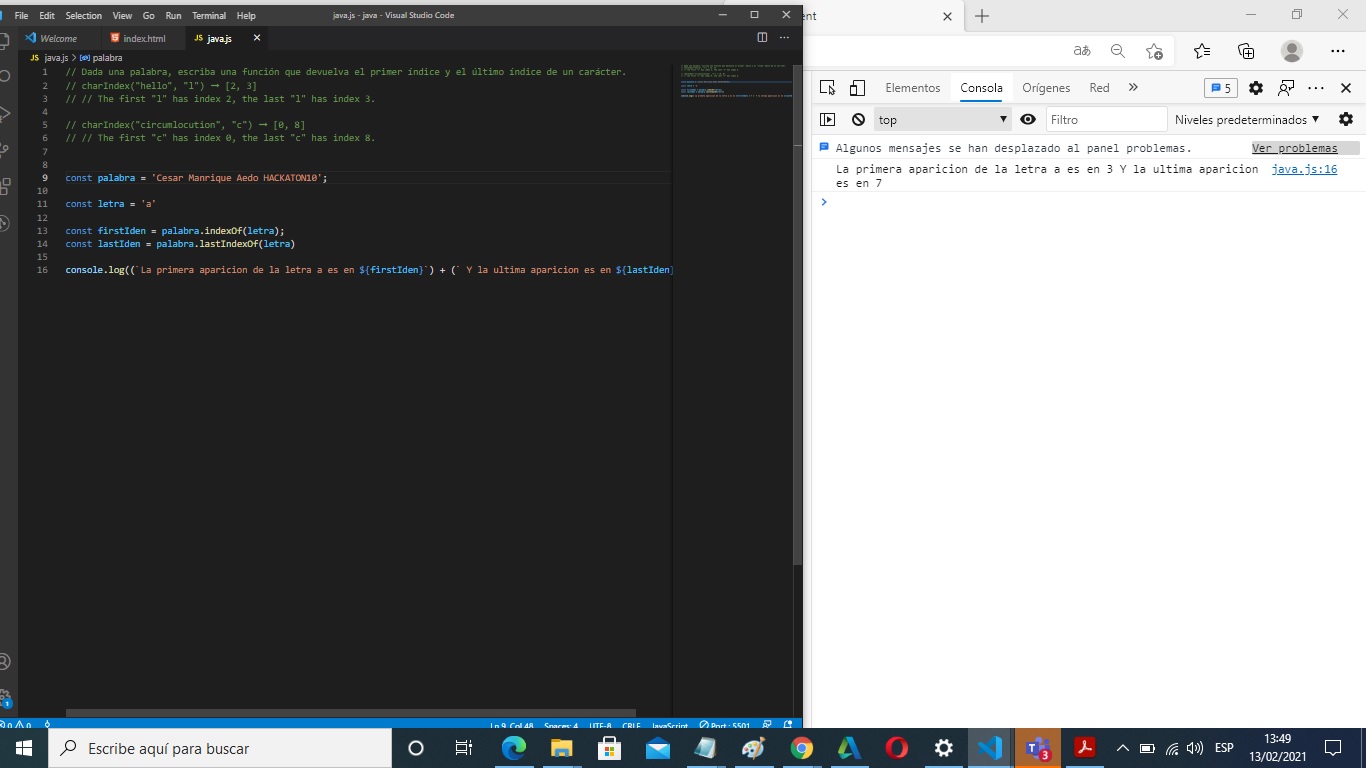 File Edit Selection View Go Run Terminal Help java.js - java - Visual Studio Code
Welcome index.html JS java.js
JS java.js > palabra
1 // Dada una palabra, escriba una función que devuelva el primer índice y el último índice de un carácter.
2 // charIndex("hello", "l") ➞ [2, 3]
3 // // The first "l" has index 2, the last "l" has index 3.
4
5 // charIndex("circumlocution", "c") ➞ [0, 8]
6 // // The first "c" has index 0, the last "c" has index 8.
7
8
9 const palabra = 'Cesar Manrique Aedo HACKATON10';
10
11 const letra = 'a'
12
13 const firstIden = palabra.indexOf(letra);
14 const lastIden = palabra.lastIndexOf(letra)
15
16 console.log((`La primera aparicion de la letra a es en ${firstIden}`) + (` Y la ultima aparicion es en ${lastIden}
0 0 Ln 9, Col 48 Spaces: 4 UTF-8 CRLF JavaScript Port : 5501
ent
aあ
Elementos Consola Orígenes Red 5
top Filtro Niveles predeterminados
Algunos mensajes se han desplazado al panel problemas. Ver problemas
La primera aparicion de la letra a es en 3 Y la ultima aparicion java.js:16
es en 7
Escribe aquí para buscar
3
ESP
13:49
13/02/2021